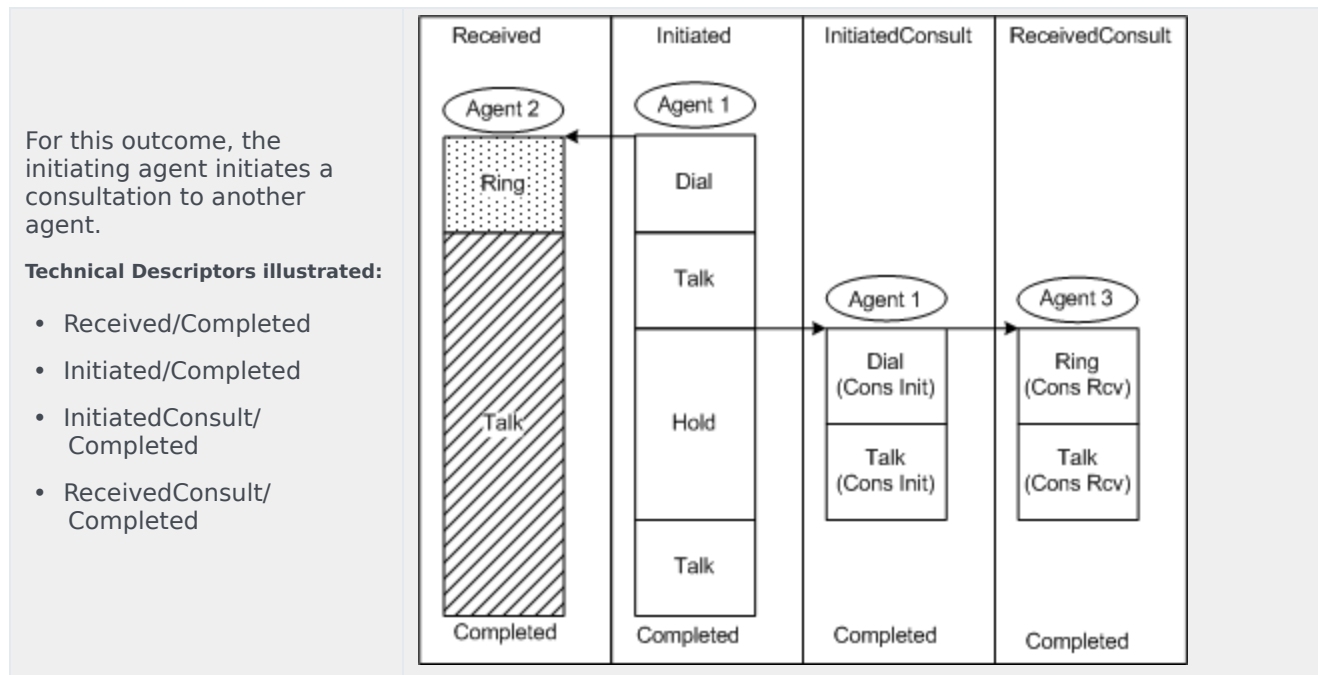 For this outcome, the
initiating agent initiates a
consultation to another
agent.
Technical Descriptors illustrated:
• Received/Completed
• Initiated/Completed
• InitiatedConsult/
Completed
• ReceivedConsult/
Completed
Received
Agent 2
Ring
Talk
Completed
Initiated
Agent 1
Dial
Talk
Hold
Talk
Completed
InitiatedConsult
Agent 1
Dial
(Cons Init)
Talk
(Cons Init)
Completed
ReceivedConsult
Agent 3
Ring
(Cons Rcv)
Talk
(Cons Rcv)
Completed